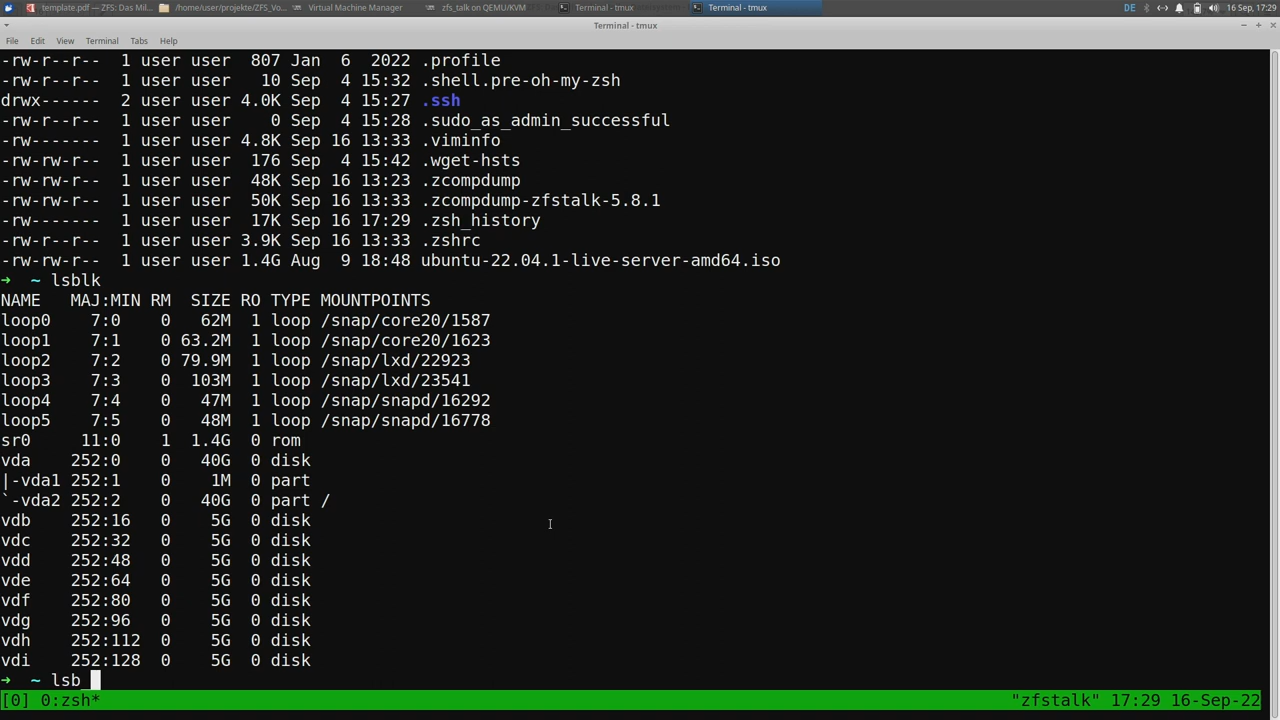 template.pdf — ZFS: Das Mil... /home/user/projekte/ZFS_Vo... Virtual Machine Manager zfs_talk on QEMU/KVM Terminal - tmux Terminal - tmux DE 16 Sep, 17:29
Terminal - tmux
File Edit View Terminal Tabs Help
-rw-r--r-- 1 user user 807 Jan 6 2022 .profile
-rw-r--r-- 1 user user 10 Sep 4 15:32 .shell.pre-oh-my-zsh
drwx------ 2 user user 4.0K Sep 4 15:27 .ssh
-rw-r--r-- 1 user user 0 Sep 4 15:28 .sudo_as_admin_successful
-rw------- 1 user user 4.8K Sep 16 13:33 .viminfo
-rw-rw-r-- 1 user user 176 Sep 4 15:42 .wget-hsts
-rw-rw-r-- 1 user user 48K Sep 16 13:23 .zcompdump
-rw-rw-r-- 1 user user 50K Sep 16 13:33 .zcompdump-zfstalk-5.8.1
-rw------- 1 user user 17K Sep 16 17:29 .zsh_history
-rw-r--r-- 1 user user 3.9K Sep 16 13:33 .zshrc
-rw-rw-r-- 1 user user 1.4G Aug 9 18:48 ubuntu-22.04.1-live-server-amd64.iso
➜ ~ lsblk
NAME MAJ:MIN RM SIZE RO TYPE MOUNTPOINTS
loop0 7:0 0 62M 1 loop /snap/core20/1587
loop1 7:1 0 63.2M 1 loop /snap/core20/1623
loop2 7:2 0 79.9M 1 loop /snap/lxd/22923
loop3 7:3 0 103M 1 loop /snap/lxd/23541
loop4 7:4 0 47M 1 loop /snap/snapd/16292
loop5 7:5 0 48M 1 loop /snap/snapd/16778
sr0 11:0 1 1.4G 0 rom
vda 252:0 0 40G 0 disk
|-vda1 252:1 0 1M 0 part
`-vda2 252:2 0 40G 0 part /
vdb 252:16 0 5G 0 disk
vdc 252:32 0 5G 0 disk
vdd 252:48 0 5G 0 disk
vde 252:64 0 5G 0 disk
vdf 252:80 0 5G 0 disk
vdg 252:96 0 5G 0 disk
vdh 252:112 0 5G 0 disk
vdi 252:128 0 5G 0 disk
➜ ~ lsb
[0] 0:zsh* "zfstalk" 17:29 16-Sep-22